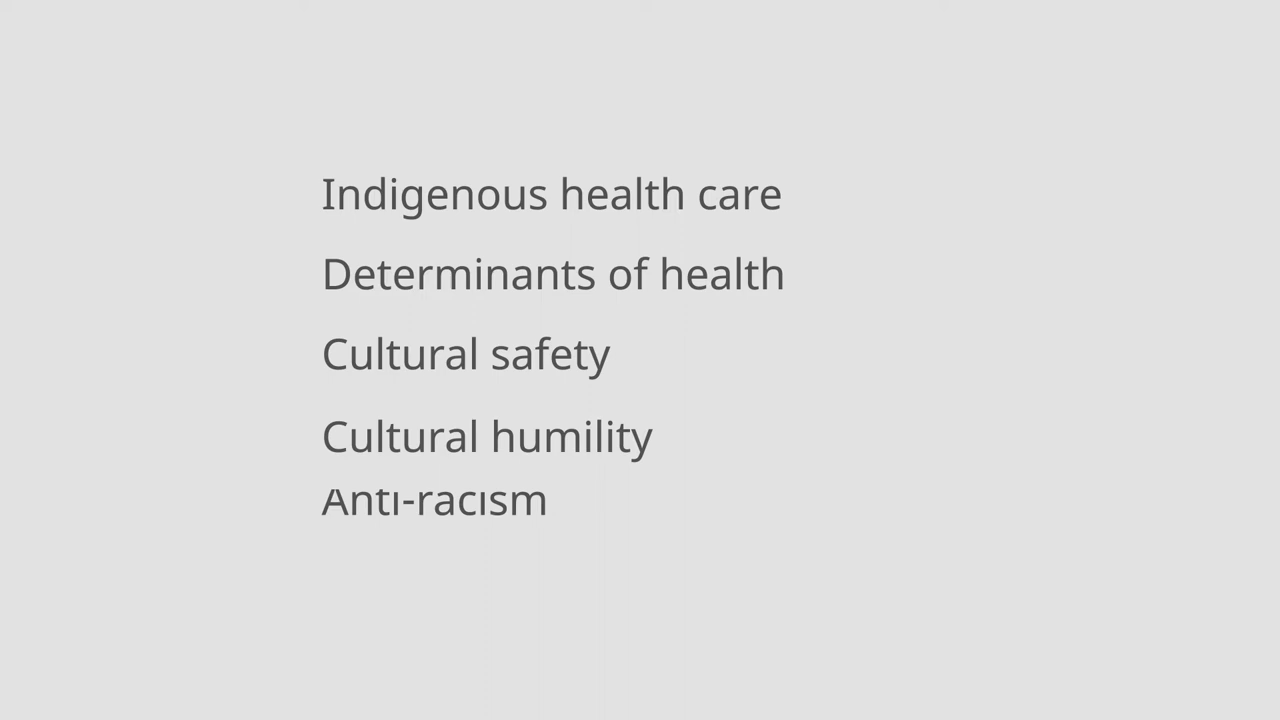 Indigenous health care
Determinants of health
Cultural safety
Cultural humility
Anti-racism